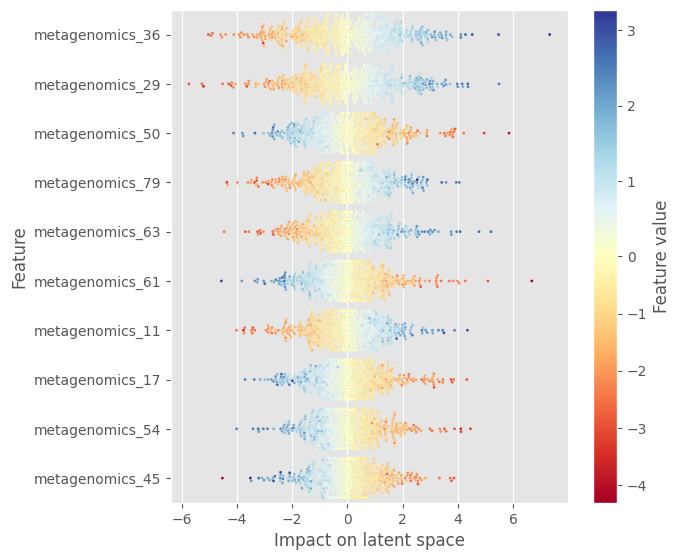 metagenomics_36
metagenomics_29
metagenomics_50
metagenomics_79
metagenomics_63
metagenomics_61
metagenomics_11
metagenomics_17
metagenomics_54
metagenomics_45
Feature
−6 −4 −2 0 2 4 6
Impact on latent space
3
2
1
0
−1
−2
−3
−4
Feature value